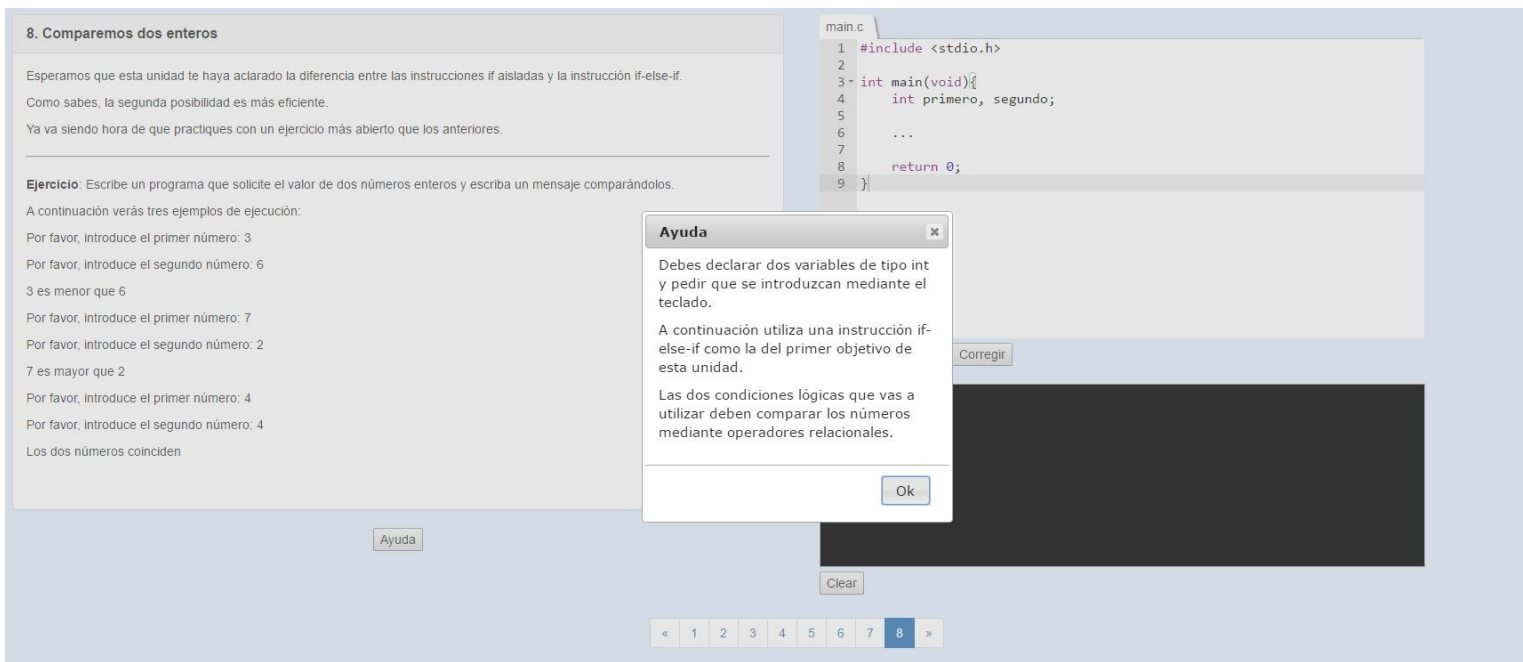 8. Comparemos dos enteros
Esperamos que esta unidad te haya aclarado la diferencia entre las instrucciones if aisladas y la instrucción if-else-if.
Como sabes, la segunda posibilidad es más eficiente.
Ya va siendo hora de que practiques con un ejercicio más abierto que los anteriores.
Ejercicio: Escribe un programa que solicite el valor de dos números enteros y escriba un mensaje comparándolos.
A continuación verás tres ejemplos de ejecución:
Por favor, introduce el primer número: 3
Por favor, introduce el segundo número: 6
3 es menor que 6
Por favor, introduce el primer número: 7
Por favor, introduce el segundo número: 2
7 es mayor que 2
Por favor, introduce el primer número: 4
Por favor, introduce el segundo número: 4
Los dos números coinciden
Ayuda
main.c
1 #include <stdio.h>
2
3 int main(void){
4 int primero, segundo;
5
6 ...
7
8 return 0;
9 }
Ayuda
Debes declarar dos variables de tipo int
y pedir que se introduzcan mediante el
teclado.
A continuación utiliza una instrucción if-
else-if como la del primer objetivo de
esta unidad.
Las dos condiciones lógicas que vas a
utilizar deben comparar los números
mediante operadores relacionales.
Ok
Corregir
Clear
« 1 2 3 4 5 6 7 8 »